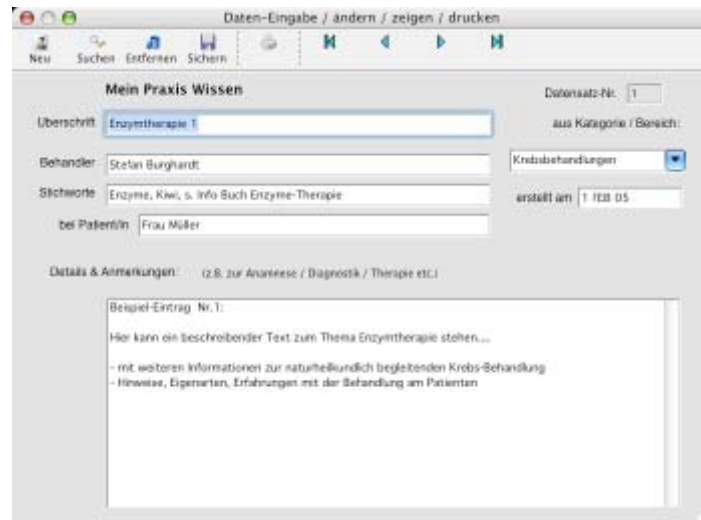 Daten-Eingabe / ändern / zeigen / drucken
Neu Suchen Entfernen Sichern
Mein Praxis Wissen
Datensatz-Nr. 1
Überschrift Enzymtherapie 1
aus Kategorie / Bereich:
Behandler Stefan Burghardt
Krebsbehandlungen
Stichworte Enzyme, Kiwi, s. Info Buch Enzyme-Therapie
erstellt am 1 FEB 05
bei Patient/in Frau Müller
Details & Anmerkungen: (z.B. zur Anamnese / Diagnostik / Therapie etc.)
Beispiel-Eintrag Nr.1:
Hier kann ein beschreibender Text zum Thema Enzymtherapie stehen....
- mit weiteren Informationen zur naturheilkundlich begleitenden Krebs-Behandlung
- Hinweise, Eigenarten, Erfahrungen mit der Behandlung am Patienten